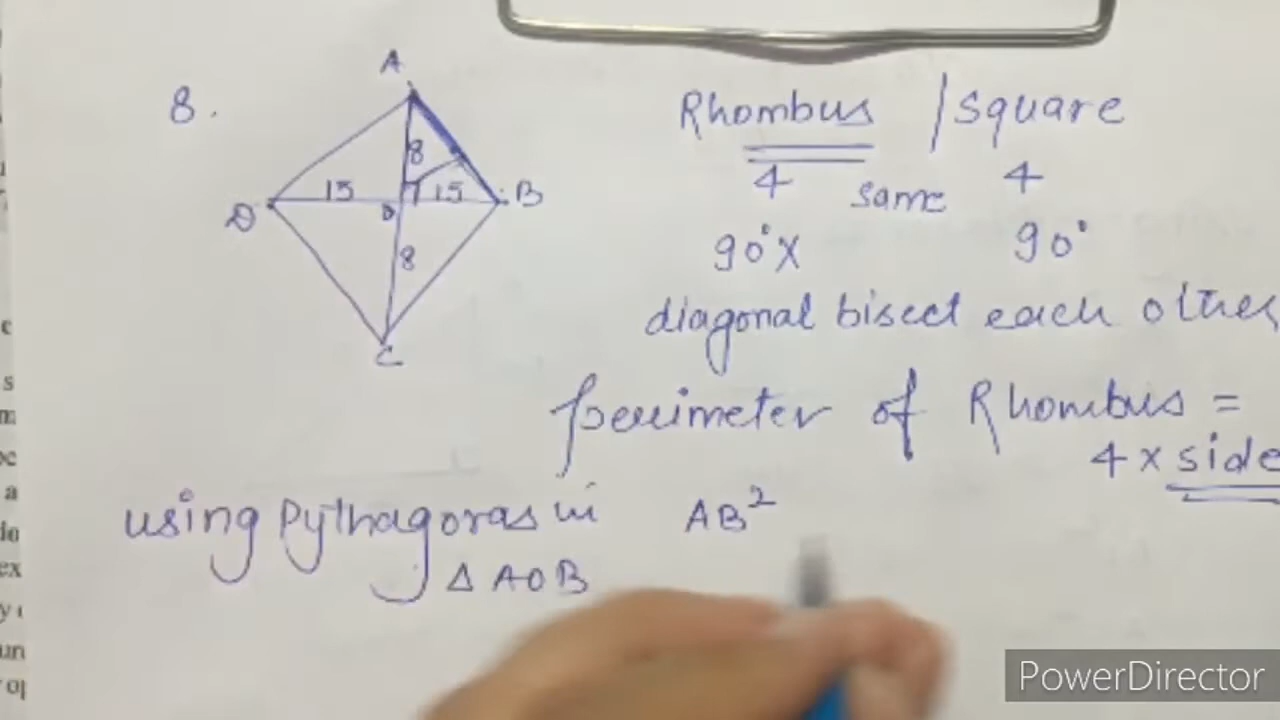 8.
A
8
15
15
B
D
O
8
C
Rhombus / Square
4 same 4
90°X 90°
diagonal bisect each other
perimeter of Rhombus =
4 x side
using Pythagoras in AB²
Δ AOB
PowerDirector